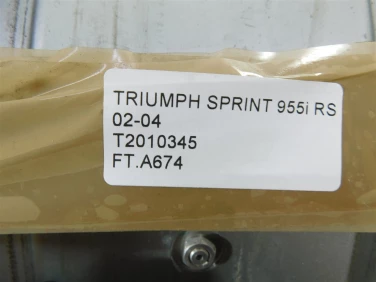 TRIUMPH SPRINT 955i RS
02-04
T2010345
FT.A674